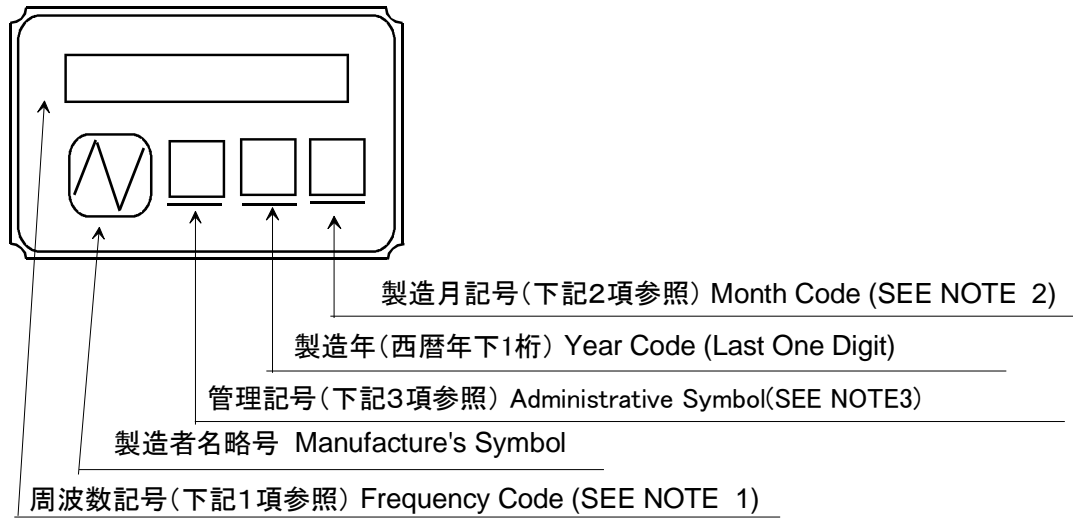 製造月記号(下記2項参照) Month Code (SEE NOTE 2)
製造年(西暦年下1桁) Year Code (Last One Digit)
管理記号(下記3項参照) Administrative Symbol(SEE NOTE3)
製造者名略号 Manufacture's Symbol
周波数記号(下記1項参照) Frequency Code (SEE NOTE 1)